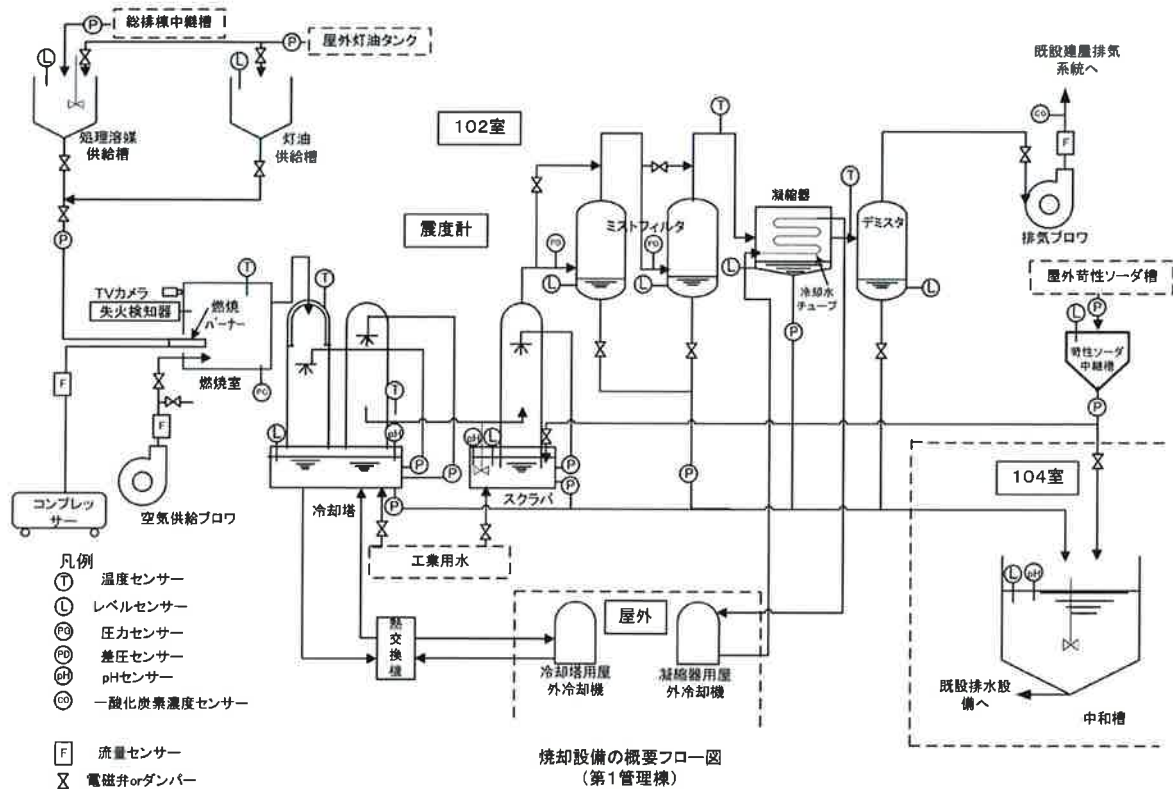 総排棟中継槽
P
屋外灯油タンク
P
L
L
処理溶媒
供給槽
灯油
供給槽
P
102室
震度計
T
既設建屋排気
系統へ
CO
F
排気ブロワ
ミストフィルタ
PD
PD
L
L
凝縮器
L
冷却水
チューブ
T
デミスタ
L
P
屋外苛性ソーダ槽
L
P
苛性ソーダ
中継槽
P
TVカメラ
失火検知器
燃焼
バーナー
T
T
燃焼室
PG
F
F
空気供給ブロワ
コンプレッ
サー
L
T
pH
P
P
P
冷却塔
pH
L
P
P
スクラバ
P
工業用水
104室
L
pH
既設排水設
備へ
中和槽
屋外
熱交換機
冷却塔用屋
外冷却機
凝縮器用屋
外冷却機
凡例
T 温度センサー
L レベルセンサー
PG 圧力センサー
PD 差圧センサー
pH pHセンサー
CO 一酸化炭素濃度センサー
F 流量センサー
電磁弁orダンパー
焼却設備の概要フロー図
(第1管理棟)